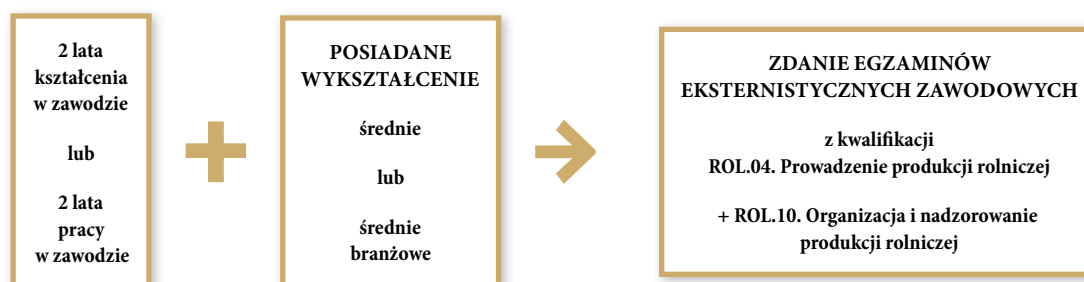 2 lata
kształcenia
w zawodzie
lub
2 lata
pracy
w zawodzie
POSIADANE
WYKSZTAŁCENIE
średnie
lub
średnie
branżowe
ZDANIE EGZAMINÓW
EKSTERNISTYCZNYCH ZAWODOWYCH
z kwalifikacji
ROL.04. Prowadzenie produkcji rolniczej
+ ROL.10. Organizacja i nadzorowanie
produkcji rolniczej